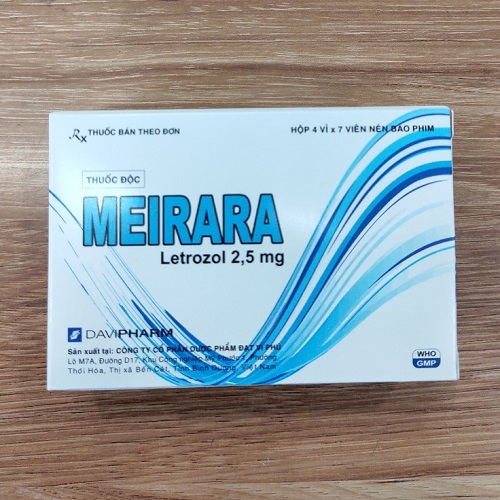 Rx THUỐC BÁN THEO ĐƠN
HỘP 4 VỈ x 7 VIÊN NÉN BAO PHIM
THUỐC ĐỘC
MEIRARA
Letrozol 2,5 mg
DAVIPHARM
Sản xuất tại: CÔNG TY CỔ PHẦN DƯỢC PHẨM ĐẠT VI PHÚ
Lô M7A, Đường D17, Khu Công nghiệp Mỹ Phước 1, Phường
Thới Hòa, Thị xã Bến Cát, Tỉnh Bình Dương, Việt Nam
WHO
GMP